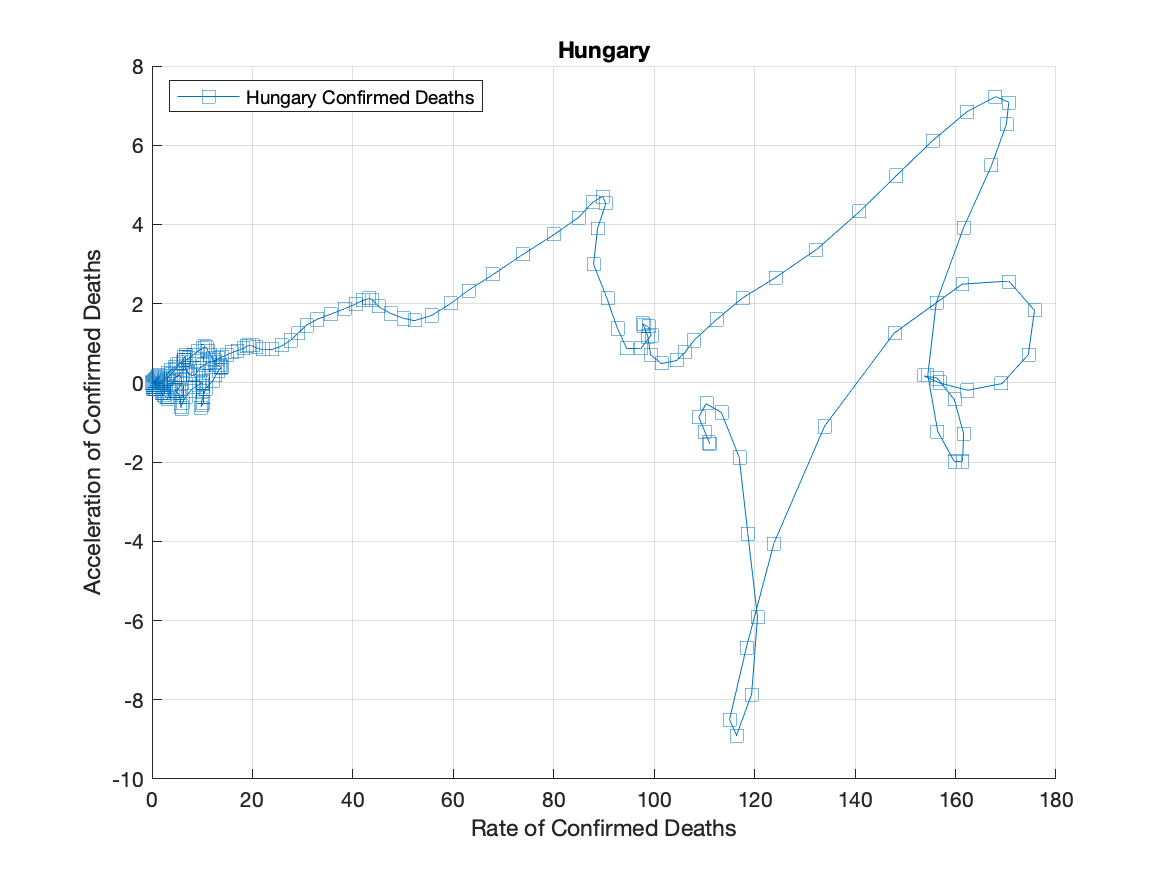 Hungary
Hungary Confirmed Deaths
8
6
4
2
0
-2
-4
-6
-8
-10
Acceleration of Confirmed Deaths
0 20 40 60 80 100 120 140 160 180
Rate of Confirmed Deaths